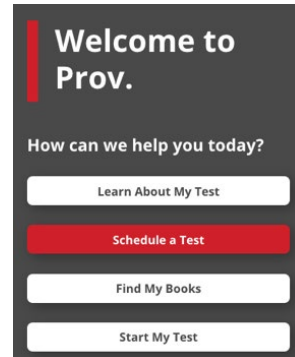 Welcome to
Prov.
How can we help you today?
Learn About My Test
Schedule a Test
Find My Books
Start My Test